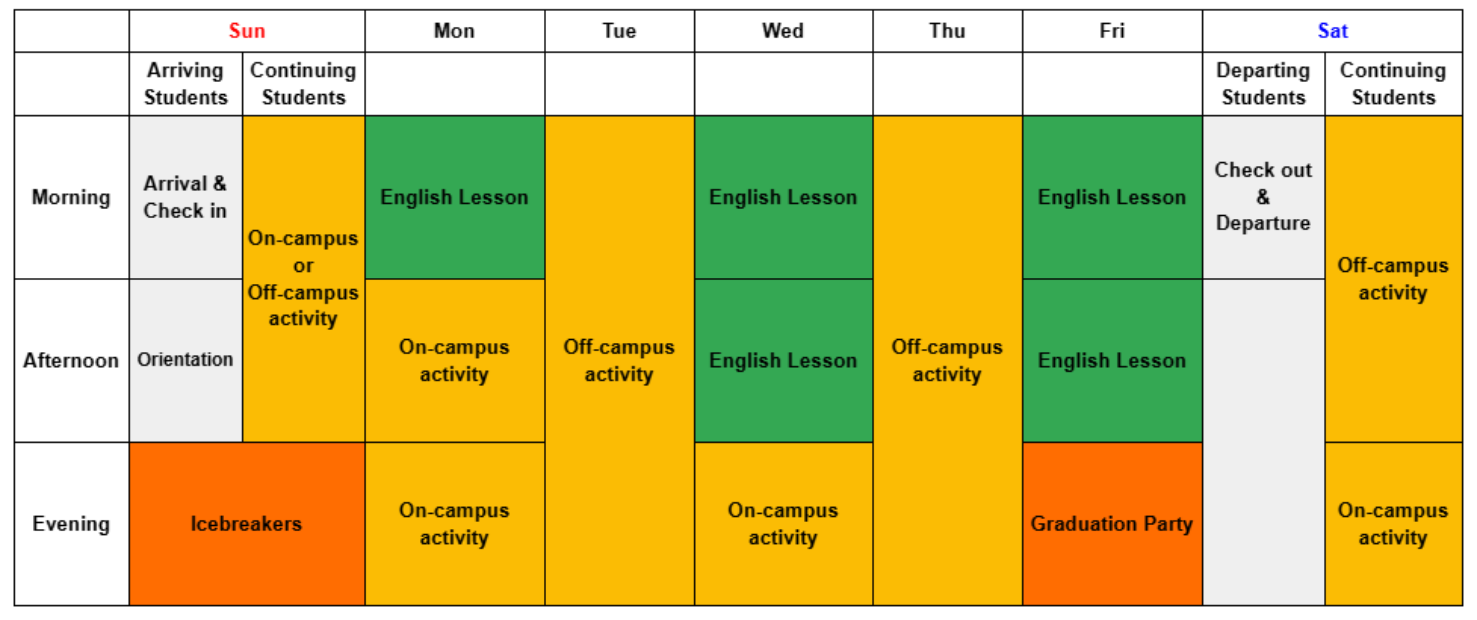 Sun
Mon
Tue
Wed
Thu
Fri
Sat
Arriving
Students
Continuing
Students
Departing
Students
Continuing
Students
Morning
Arrival &
Check in
On-campus
or
Off-campus
activity
English Lesson
Off-campus
activity
English Lesson
Off-campus
activity
English Lesson
Check out
&
Departure
Off-campus
activity
Afternoon
Orientation
On-campus
activity
English Lesson
English Lesson
Evening
Icebreakers
On-campus
activity
On-campus
activity
Graduation Party
On-campus
activity